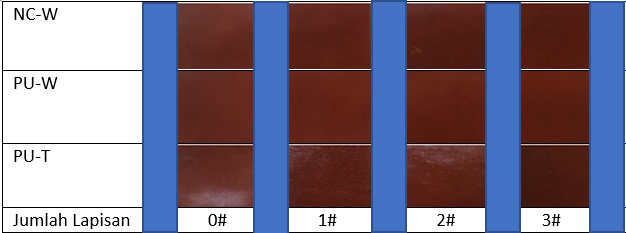 NC-W
PU-W
PU-T
Jumlah Lapisan 0# 1# 2# 3#